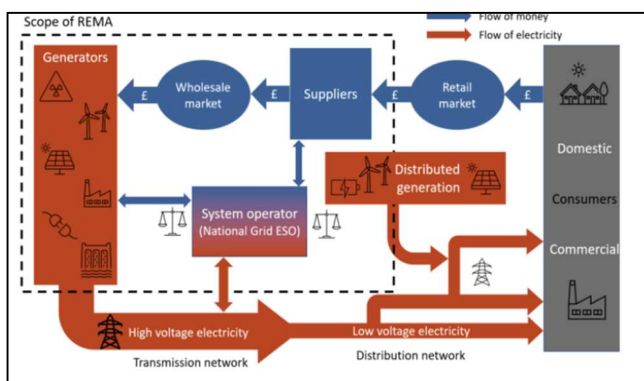 Scope of REMA
Flow of money
Flow of electricity
Generators
£
Wholesale
market
£
Suppliers
£
Retail
market
£
Domestic
Consumers
Commercial
Distributed
generation
System operator
(National Grid ESO)
High voltage electricity
Low voltage electricity
Transmission network
Distribution network